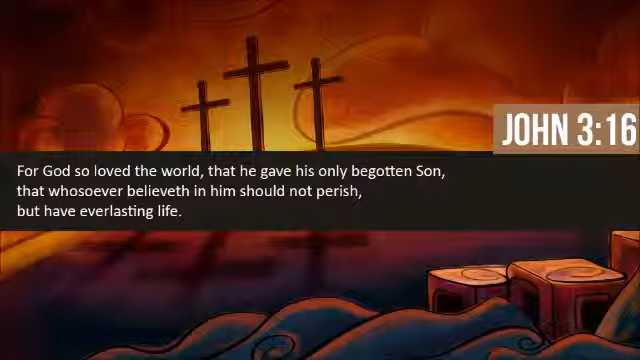 JOHN 3:16
For God so loved the world, that he gave his only begotten Son,
that whosoever believeth in him should not perish,
but have everlasting life.